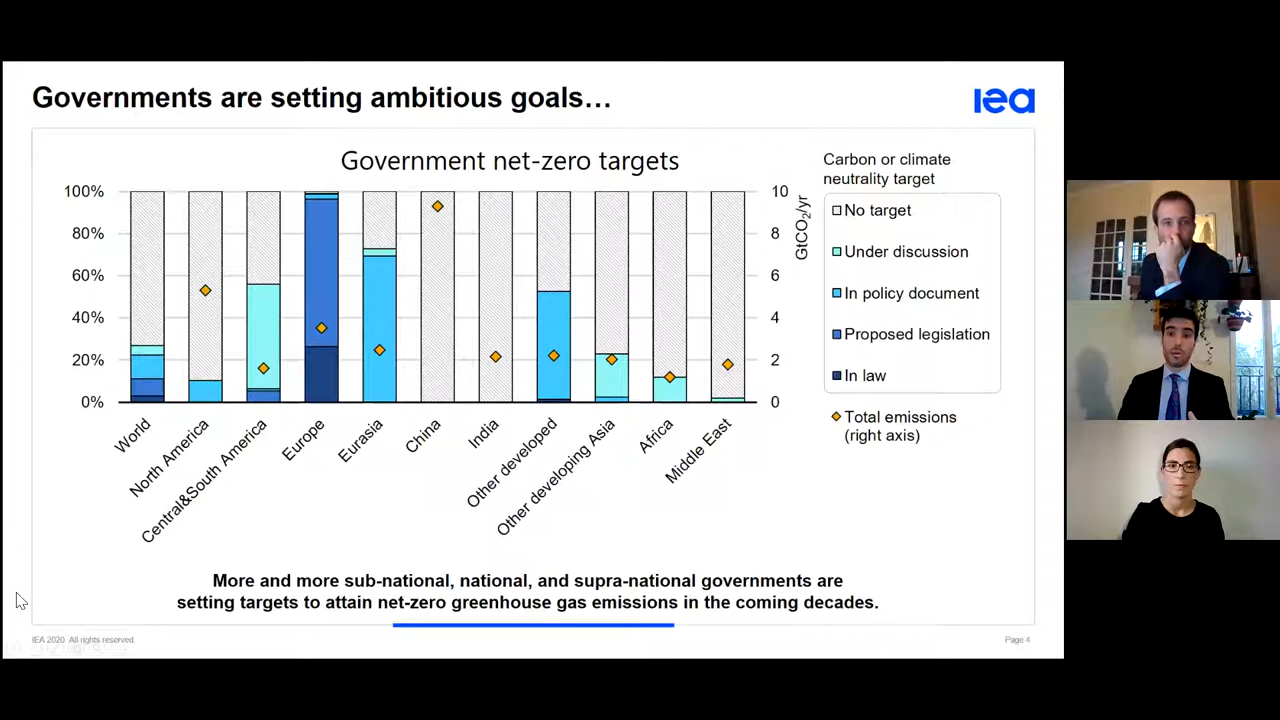 Governments are setting ambitious goals…
iea
Government net-zero targets
Carbon or climate
neutrality target
100%
80%
60%
40%
20%
0%
10
8
6
4
2
0
GtCO₂/yr
No target
Under discussion
In policy document
Proposed legislation
In law
Total emissions
(right axis)
World
North America
Central&South America
Europe
Eurasia
China
India
Other developed
Other developing Asia
Africa
Middle East
More and more sub-national, national, and supra-national governments are
setting targets to attain net-zero greenhouse gas emissions in the coming decades.
IEA 2020. All rights reserved.
Page 4